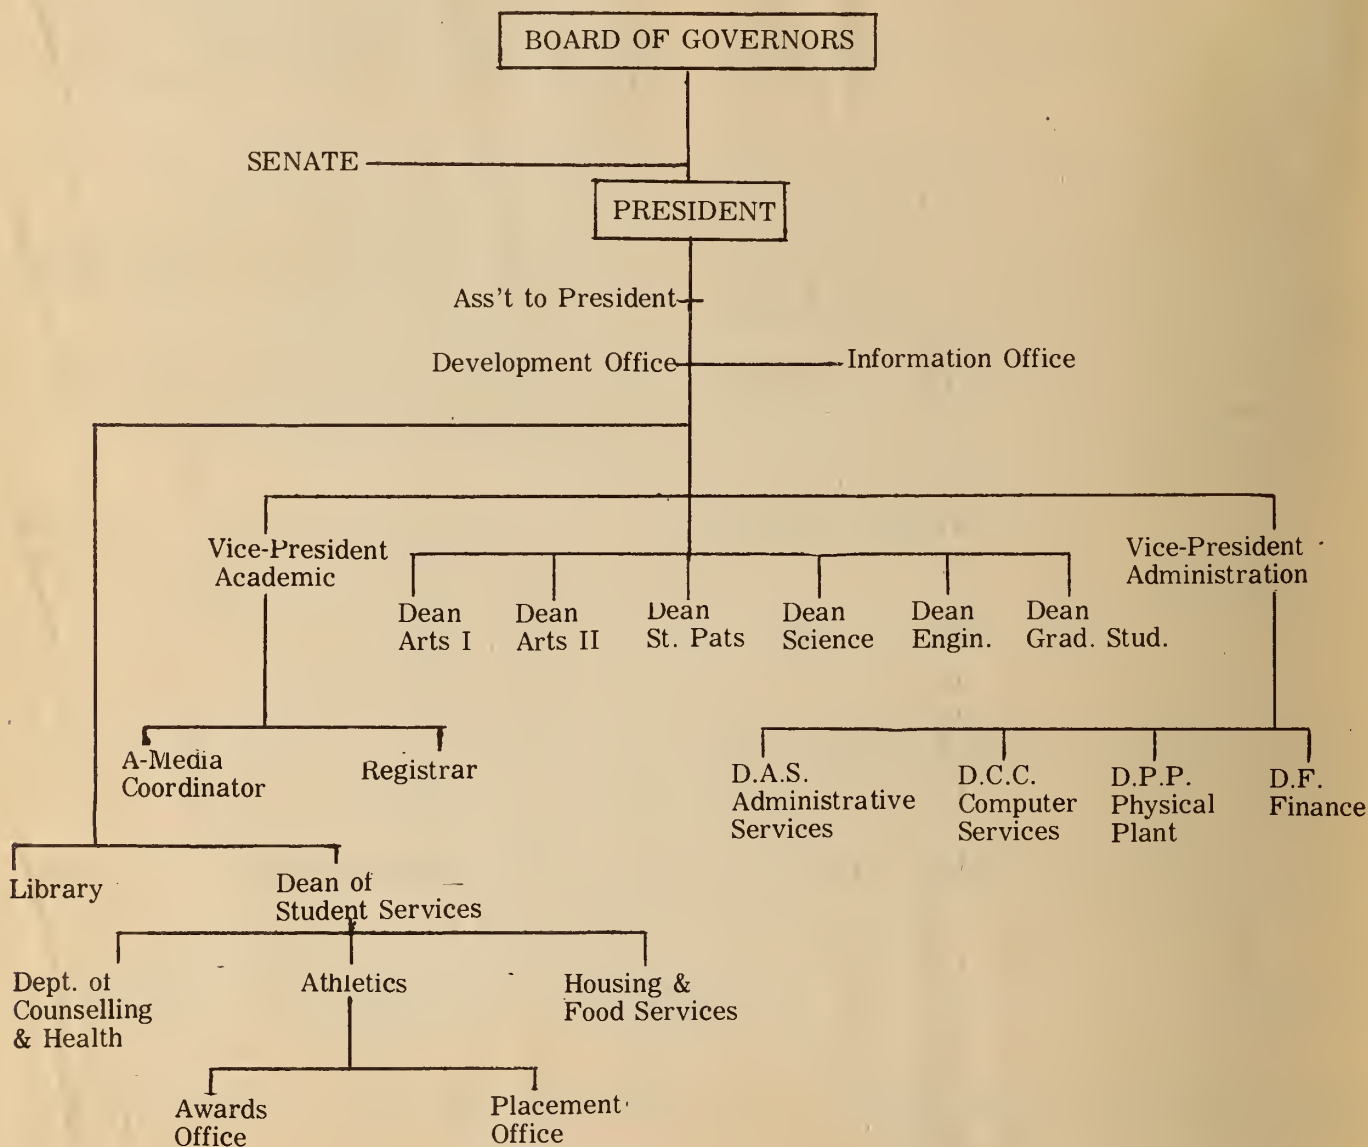 BOARD OF GOVERNORS
SENATE
PRESIDENT
Ass't to President
Development Office
Information Office
Vice-President
Academic
Vice-President
Administration
Dean
Arts I
Dean
Arts II
Dean
St. Pats
Dean
Science
Dean
Engin.
Dean
Grad. Stud.
A-Media
Coordinator
Registrar
D.A.S.
Administrative
Services
D.C.C.
Computer
Services
D.P.P.
Physical
Plant
D.F.
Finance
Library
Dean of
Student Services
Dept. of
Counselling
& Health
Athletics
Housing &
Food Services
Awards
Office
Placement
Office